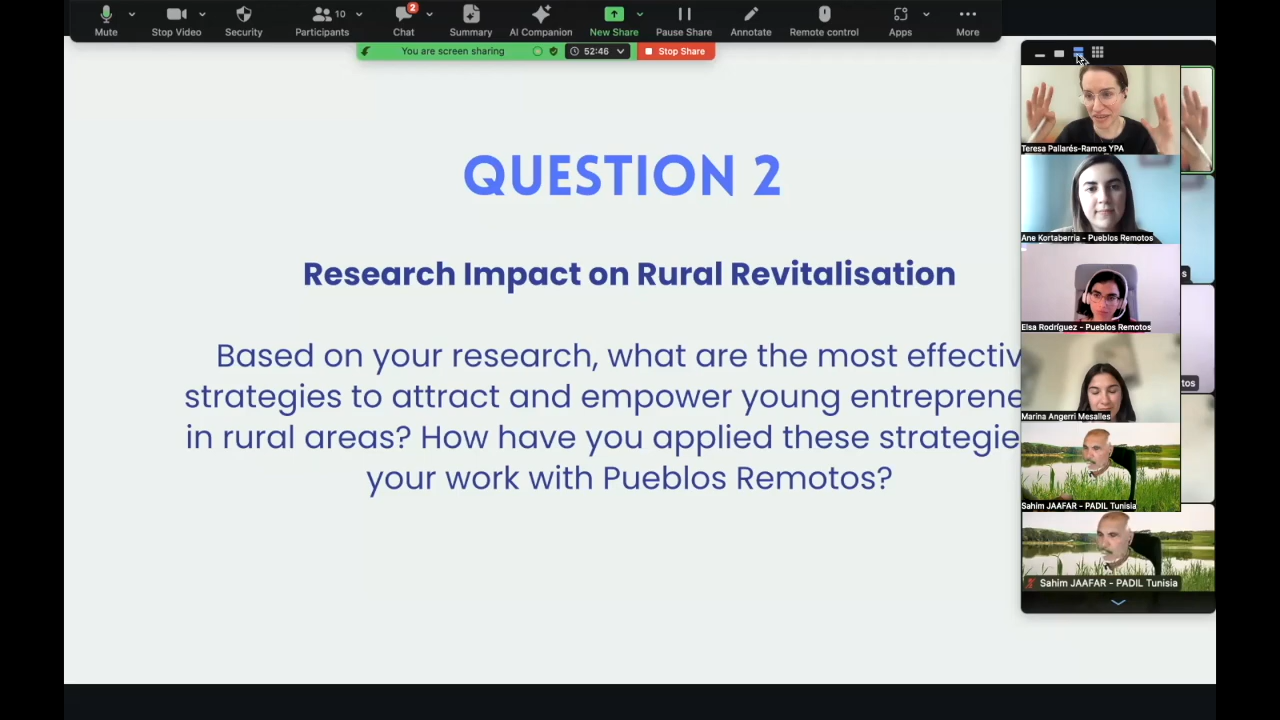 Mute
Stop Video
Security
10
Participants
2
Chat
Summary
AI Companion
New Share
Pause Share
Annotate
Remote control
Apps
More
You are screen sharing
52:46
Stop Share
QUESTION 2
Research Impact on Rural Revitalisation
Based on your research, what are the most effectiv
strategies to attract and empower young entreprene
in rural areas? How have you applied these strategie
your work with Pueblos Remotos?
Teresa Pallarés-Ramos YPA
Ane Kortaberria - Pueblos Remotos
Elsa Rodríguez - Pueblos Remotos
Marina Angerri Mesalles
Sahim JAAFAR - PADIL Tunisia
Sahim JAAFAR - PADIL Tunisia